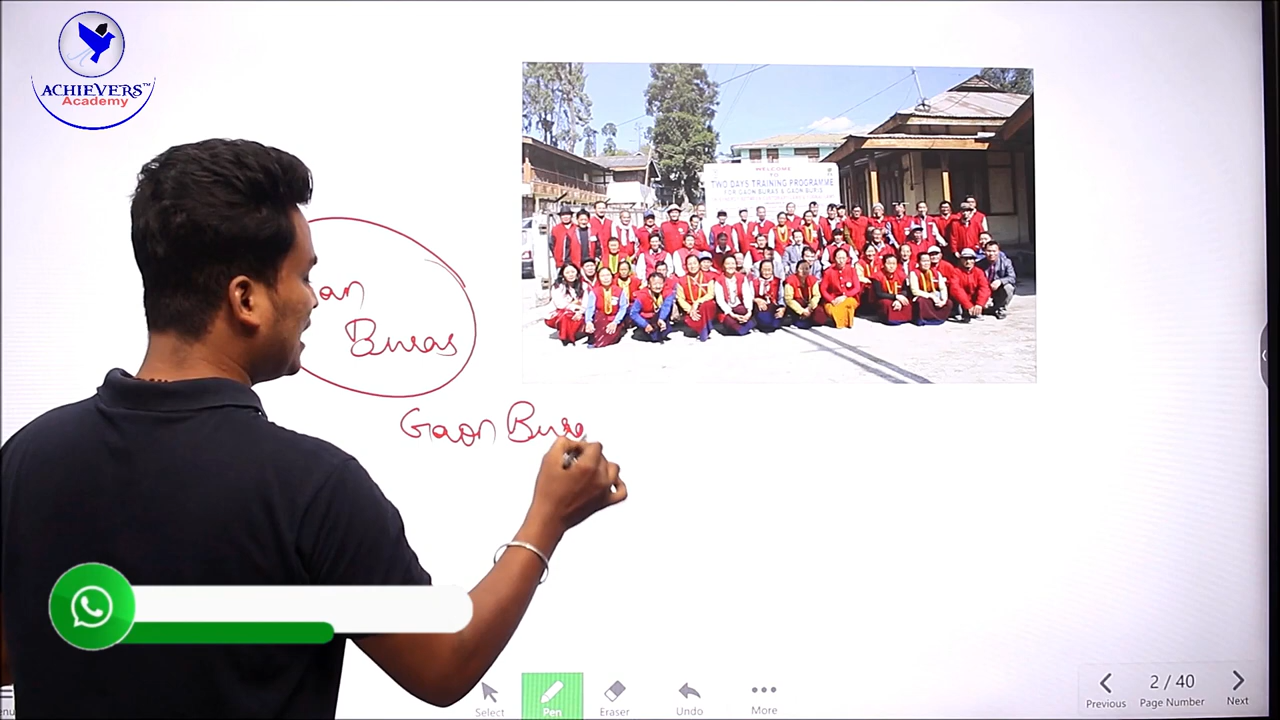 ACHIEVERS™
Academy
WELCOME
TO
TWO DAYS TRAINING PROGRAMME
FOR GAON BURAS & GAON BURIS
an
Buras
Gaon Bura
Select
Pen
Eraser
Undo
More
2 / 40
Previous
Page Number
Next